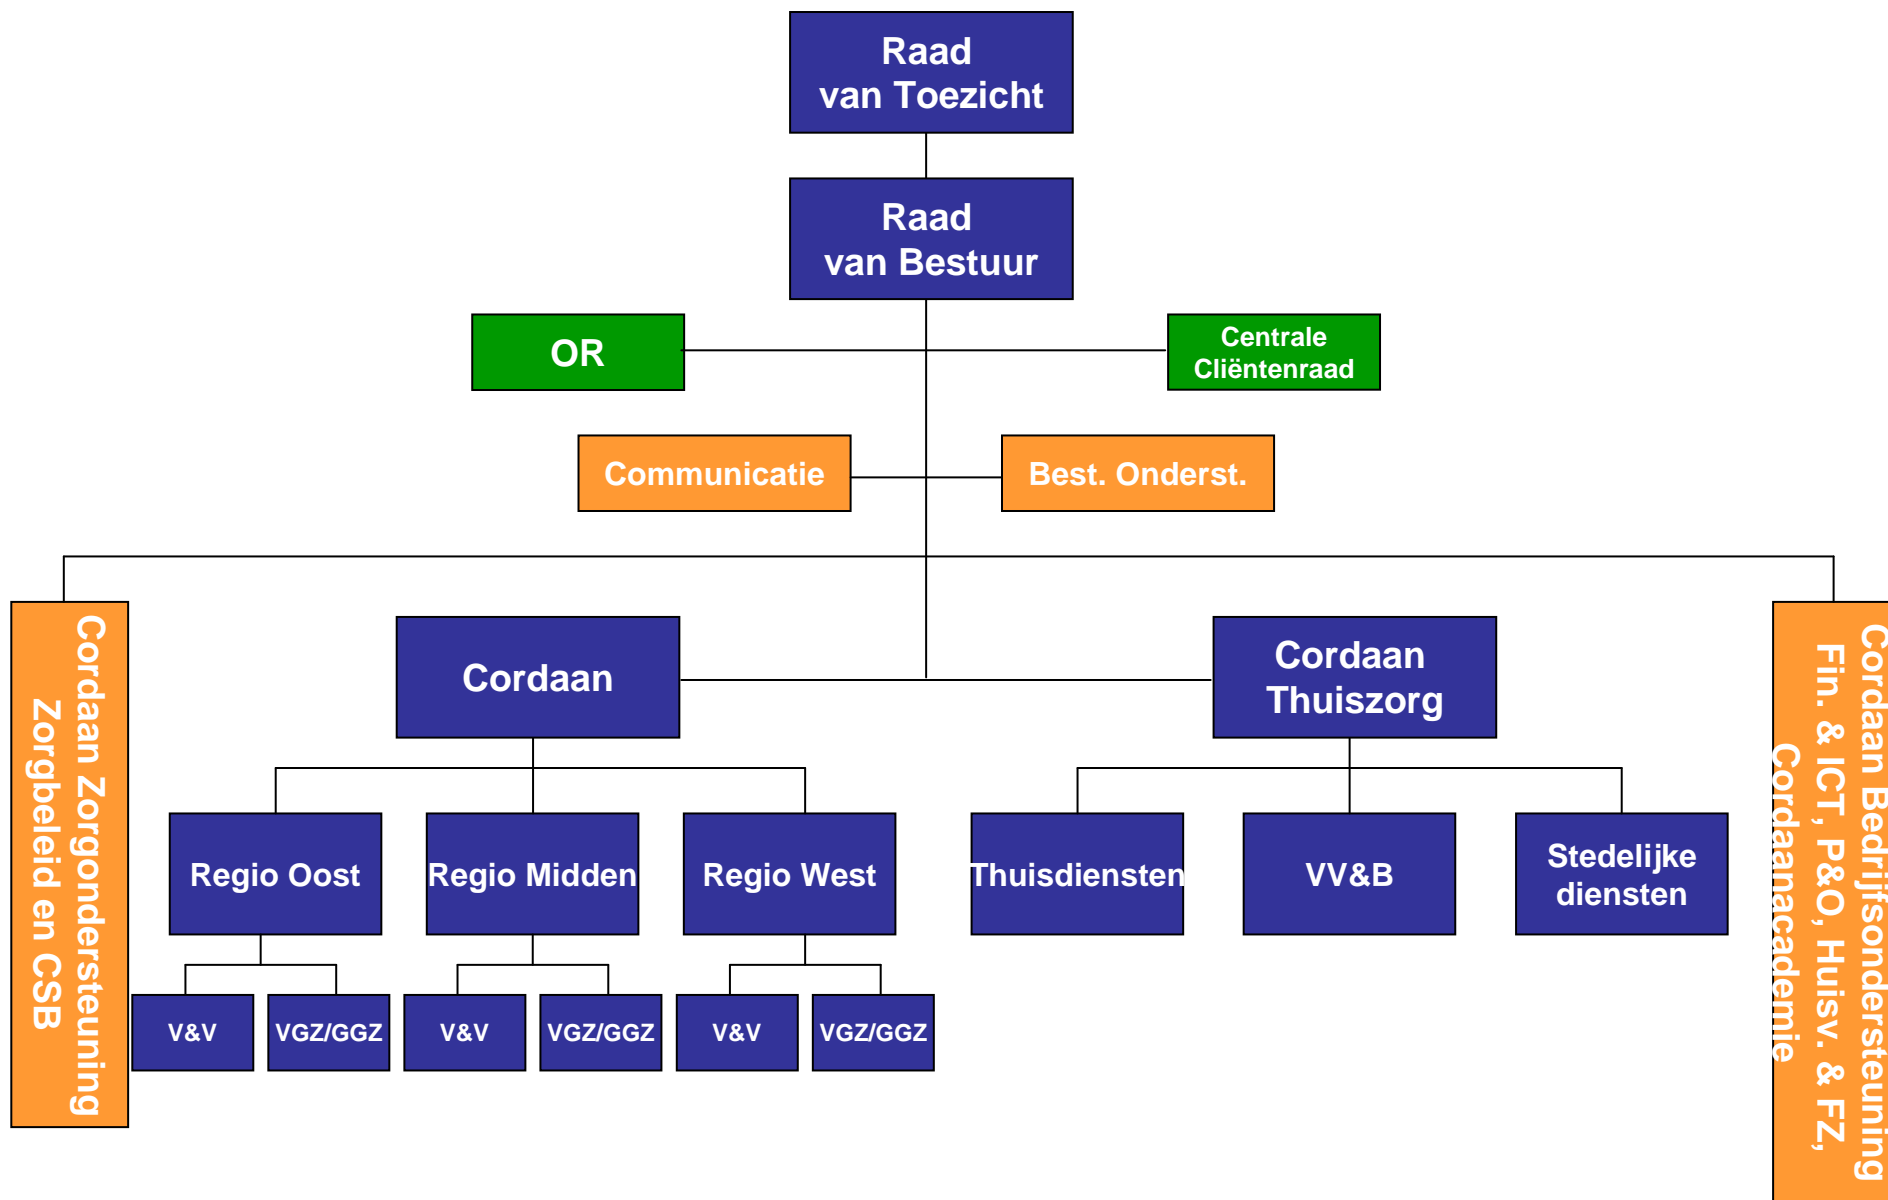 Raad
van Toezicht
Raad
van Bestuur
OR
Centrale
Cliëntenraad
Communicatie
Best. Onderst.
Cordaan Zorgondersteuning
Zorgbeleid en CSB
Cordaan
Cordaan
Thuiszorg
Cordaan Bedrijfsondersteuning
Fin. & ICT, P&O, Huisv. & FZ,
Cordaanacademie
Regio Oost
Regio Midden
Regio West
Thuisdiensten
VV&B
Stedelijke
diensten
V&V
VGZ/GGZ
V&V
VGZ/GGZ
V&V
VGZ/GGZ